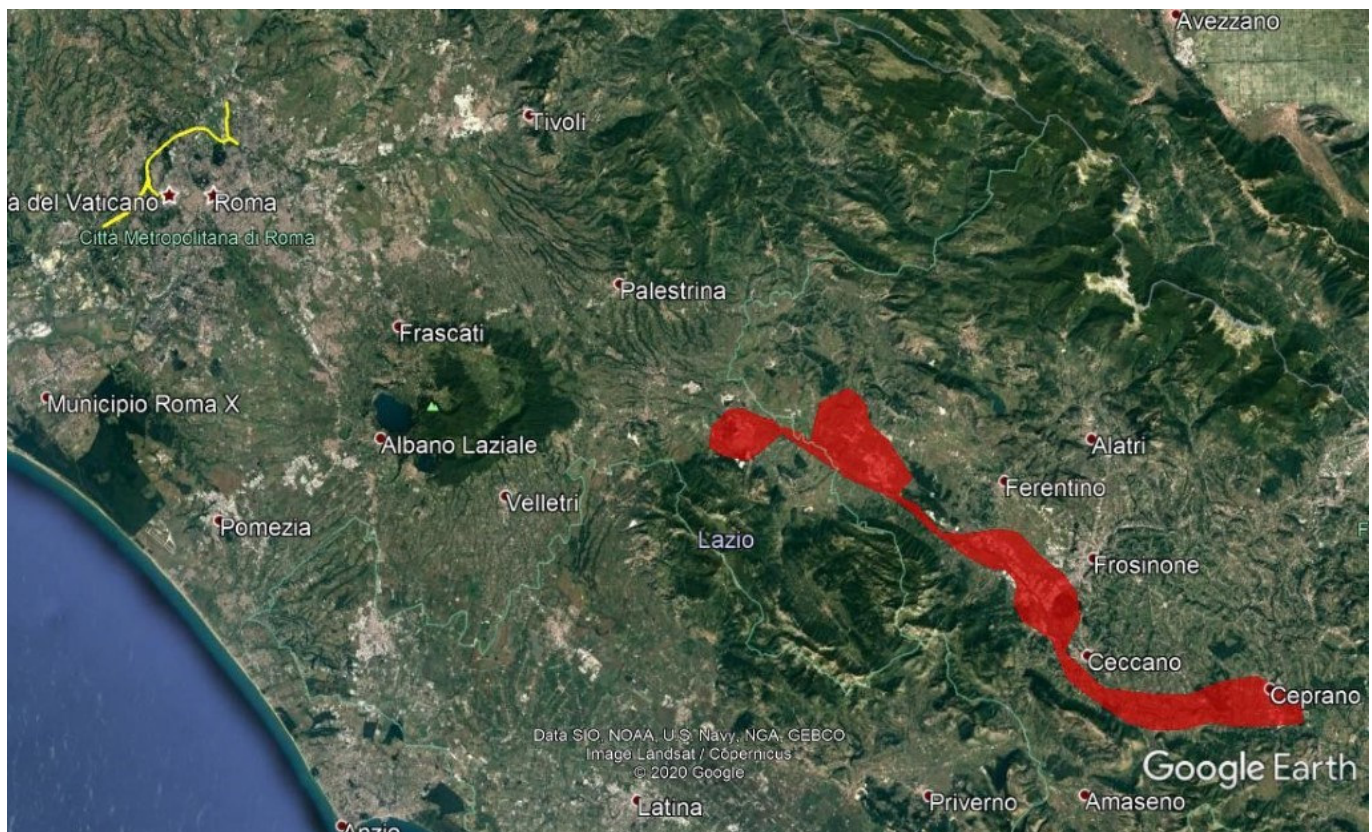 Avezzano
Tivoli
à del Vaticano
Roma
Città Metropolitana di Roma
Palestrina
Frascati
Municipio Roma X
Albano Laziale
Alatri
Velletri
Ferentino
Pomezia
Lazio
Frosinone
Ceccano
Ceprano
Data SIO, NOAA, U.S. Navy, NGA, GEBCO
Image Landsat / Copernicus
© 2020 Google
Google Earth
Latina
Priverno
Amaseno
Anzio